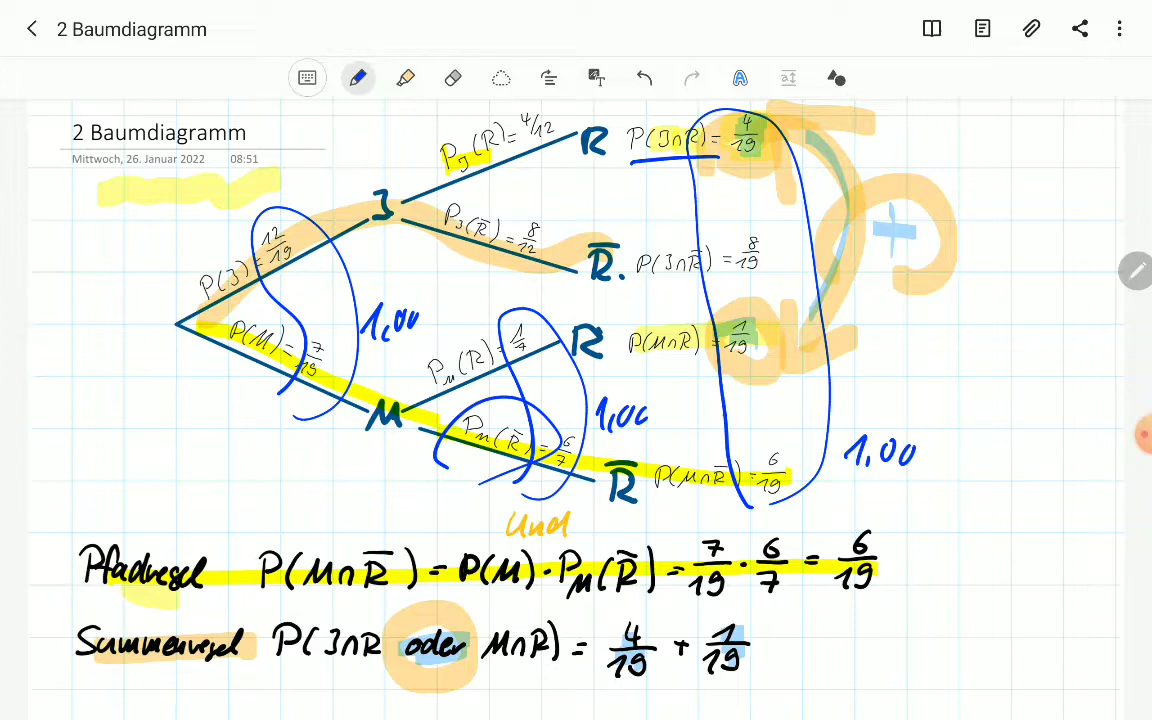 2 Baumdiagramm
2 Baumdiagramm
Mittwoch, 26. Januar 2022 08:51
P_J(R) = 4/12
R
P(J∩R) = 4/19
J
P_J(R̅) = 8/12
R̅.
P(J∩R̅) = 8/19
+
P(J) = 12/19
1,00
P(M) = 7/19
P_M(R) = 1/7
R
P(M∩R) = 1/19
M
1,00
P_M(R̅) = 6/7
R̅
P(M∩R̅) = 6/19
1,00
Und
Pfadregel P(M∩R̅) = P(M) · P_M(R̅) = 7/19 · 6/7 = 6/19
Summenregel P(J∩R oder M∩R) = 4/19 + 1/19